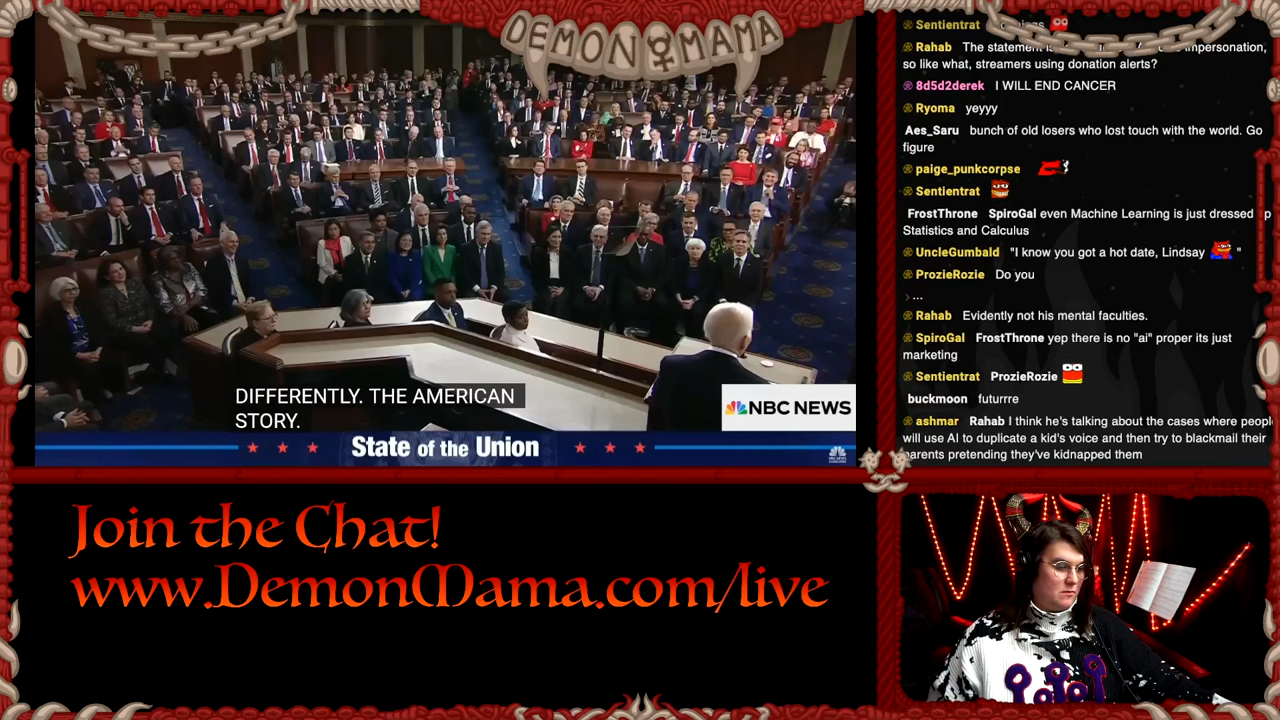 DEMON MAMA
DIFFERENTLY. THE AMERICAN
STORY.
NBC NEWS
State of the Union
Join the Chat!
www.DemonMama.com/live
Sentientrat
Rahab The statement impersonation,
so like what, streamers using donation alerts?
8d5d2derek I WILL END CANCER
Ryoma yeyyy
Aes_Saru bunch of old losers who lost touch with the world. Go
figure
paige_punkcorpse
Sentientrat
FrostThrone SpiroGal even Machine Learning is just dressed
Statistics and Calculus
UncleGumbald "I know you got a hot date, Lindsay "
ProzieRozie Do you
...
Rahab Evidently not his mental faculties.
SpiroGal FrostThrone yep there is no "ai" proper its just
marketing
Sentientrat ProzieRozie
buckmoon futurrre
ashmar Rahab I think he's talking about the cases where people
will use AI to duplicate a kid's voice and then try to blackmail their
parents pretending they've kidnapped them